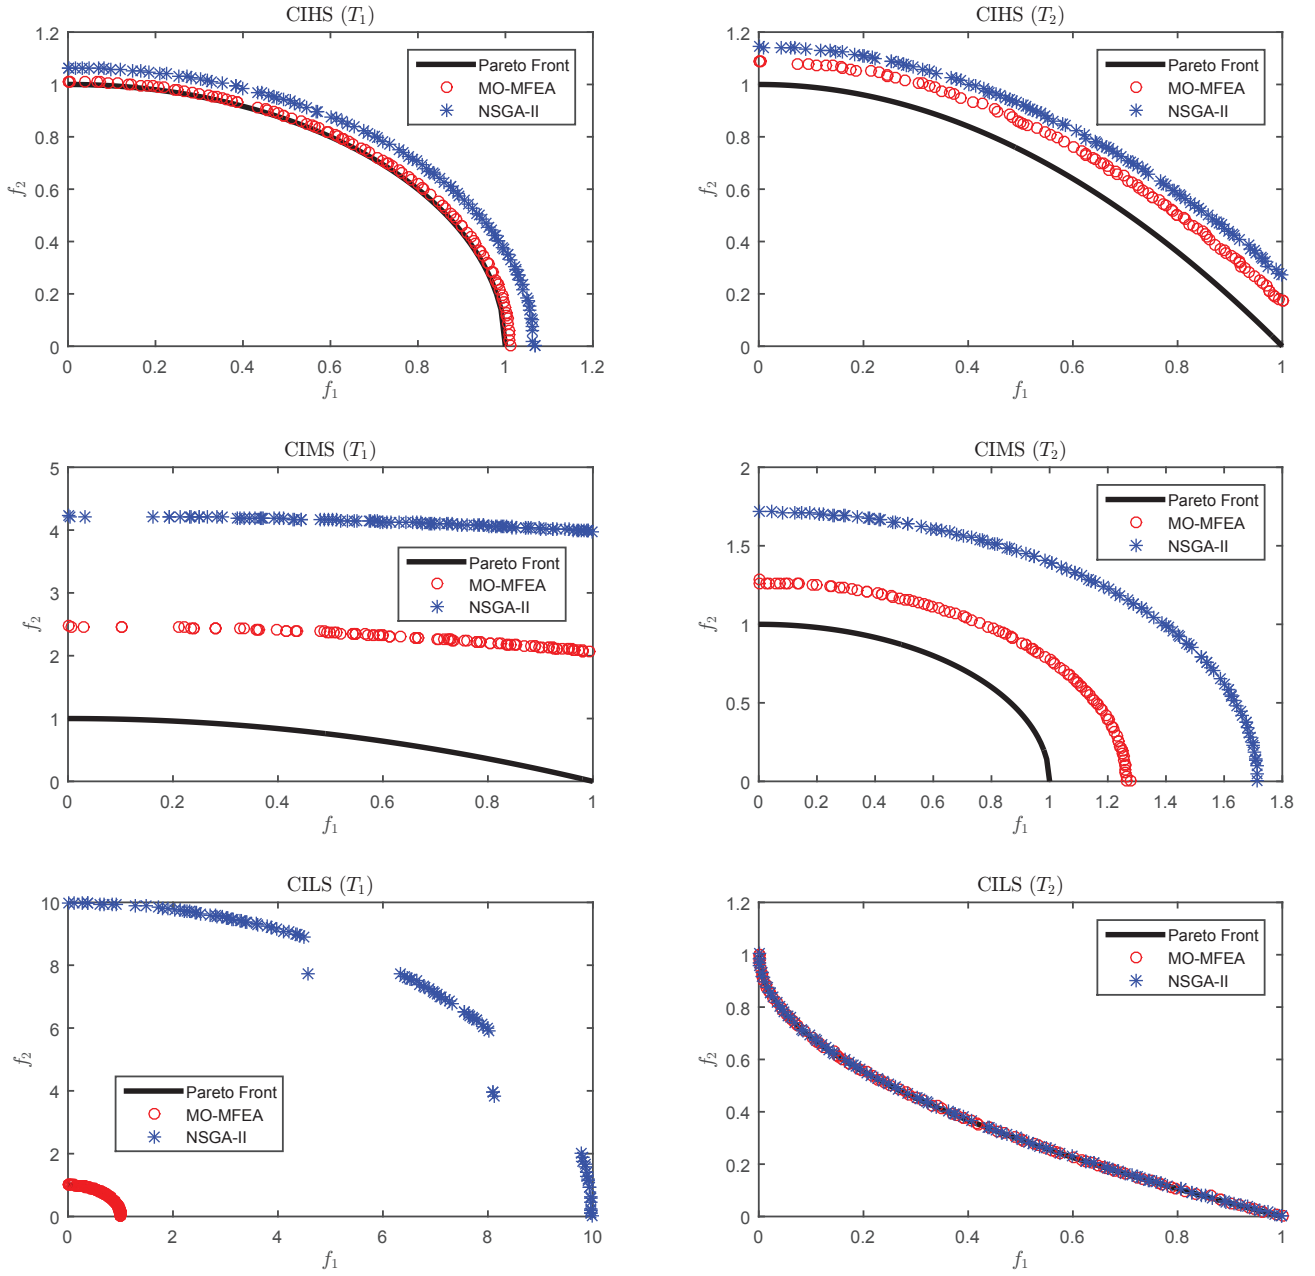 CIHS (T₁)
1.2
1
0.8
0.6
0.4
0.2
0
f₂
Pareto Front
MO-MFEA
NSGA-II
0 0.2 0.4 0.6 0.8 1 1.2
f₁
CIHS (T₂)
1.2
1
0.8
0.6
0.4
0.2
0
f₂
Pareto Front
MO-MFEA
NSGA-II
0 0.2 0.4 0.6 0.8 1
f₁
CIMS (T₁)
5
4
3
2
1
0
f₂
Pareto Front
MO-MFEA
NSGA-II
0 0.2 0.4 0.6 0.8 1
f₁
CIMS (T₂)
2
1.5
1
0.5
0
f₂
Pareto Front
MO-MFEA
NSGA-II
0 0.2 0.4 0.6 0.8 1 1.2 1.4 1.6 1.8
f₁
CILS (T₁)
10
8
6
4
2
0
f₂
Pareto Front
MO-MFEA
NSGA-II
0 2 4 6 8 10
f₁
CILS (T₂)
1.2
1
0.8
0.6
0.4
0.2
0
f₂
Pareto Front
MO-MFEA
NSGA-II
0 0.2 0.4 0.6 0.8 1
f₁